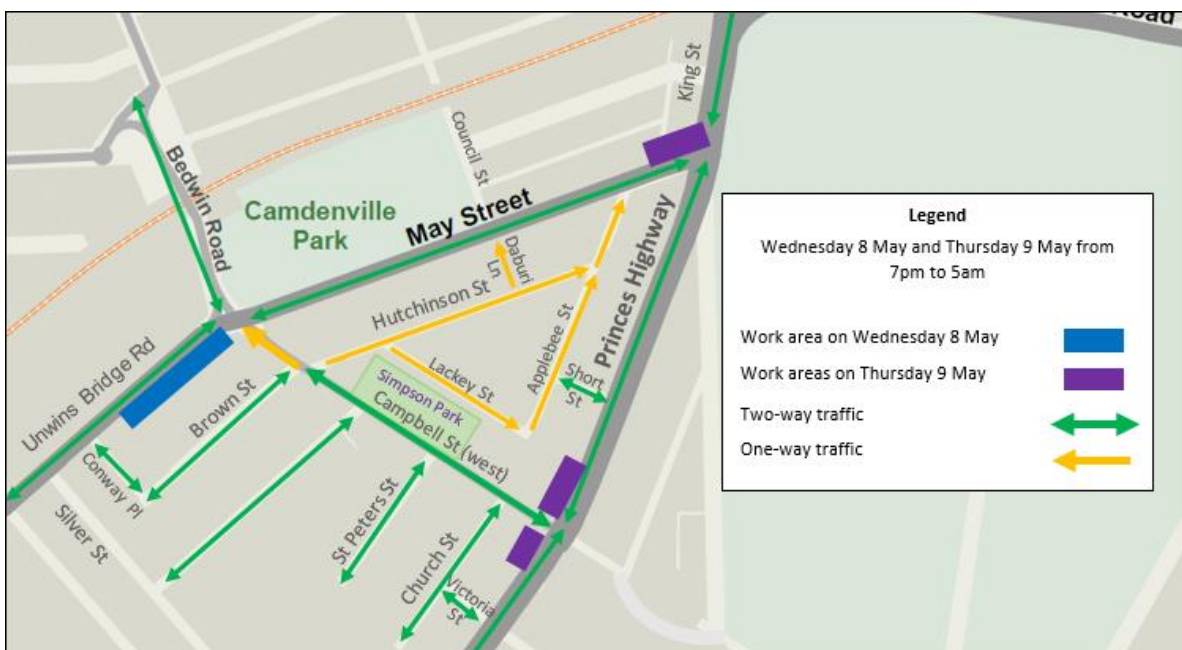 Road
King St
Council St
Bedwin Road
Camdenville
Park
May Street
Daburi
Ln
Hutchinson St
Princes Highway
Applebee St
Short
St
Lackey St
Simpson Park
Campbell St (west)
Unwins Bridge Rd
Brown St
Conway Pl
Silver St
St Peters St
Church St
Victoria
St
Legend
Wednesday 8 May and Thursday 9 May from
7pm to 5am
Work area on Wednesday 8 May
Work areas on Thursday 9 May
Two-way traffic
One-way traffic